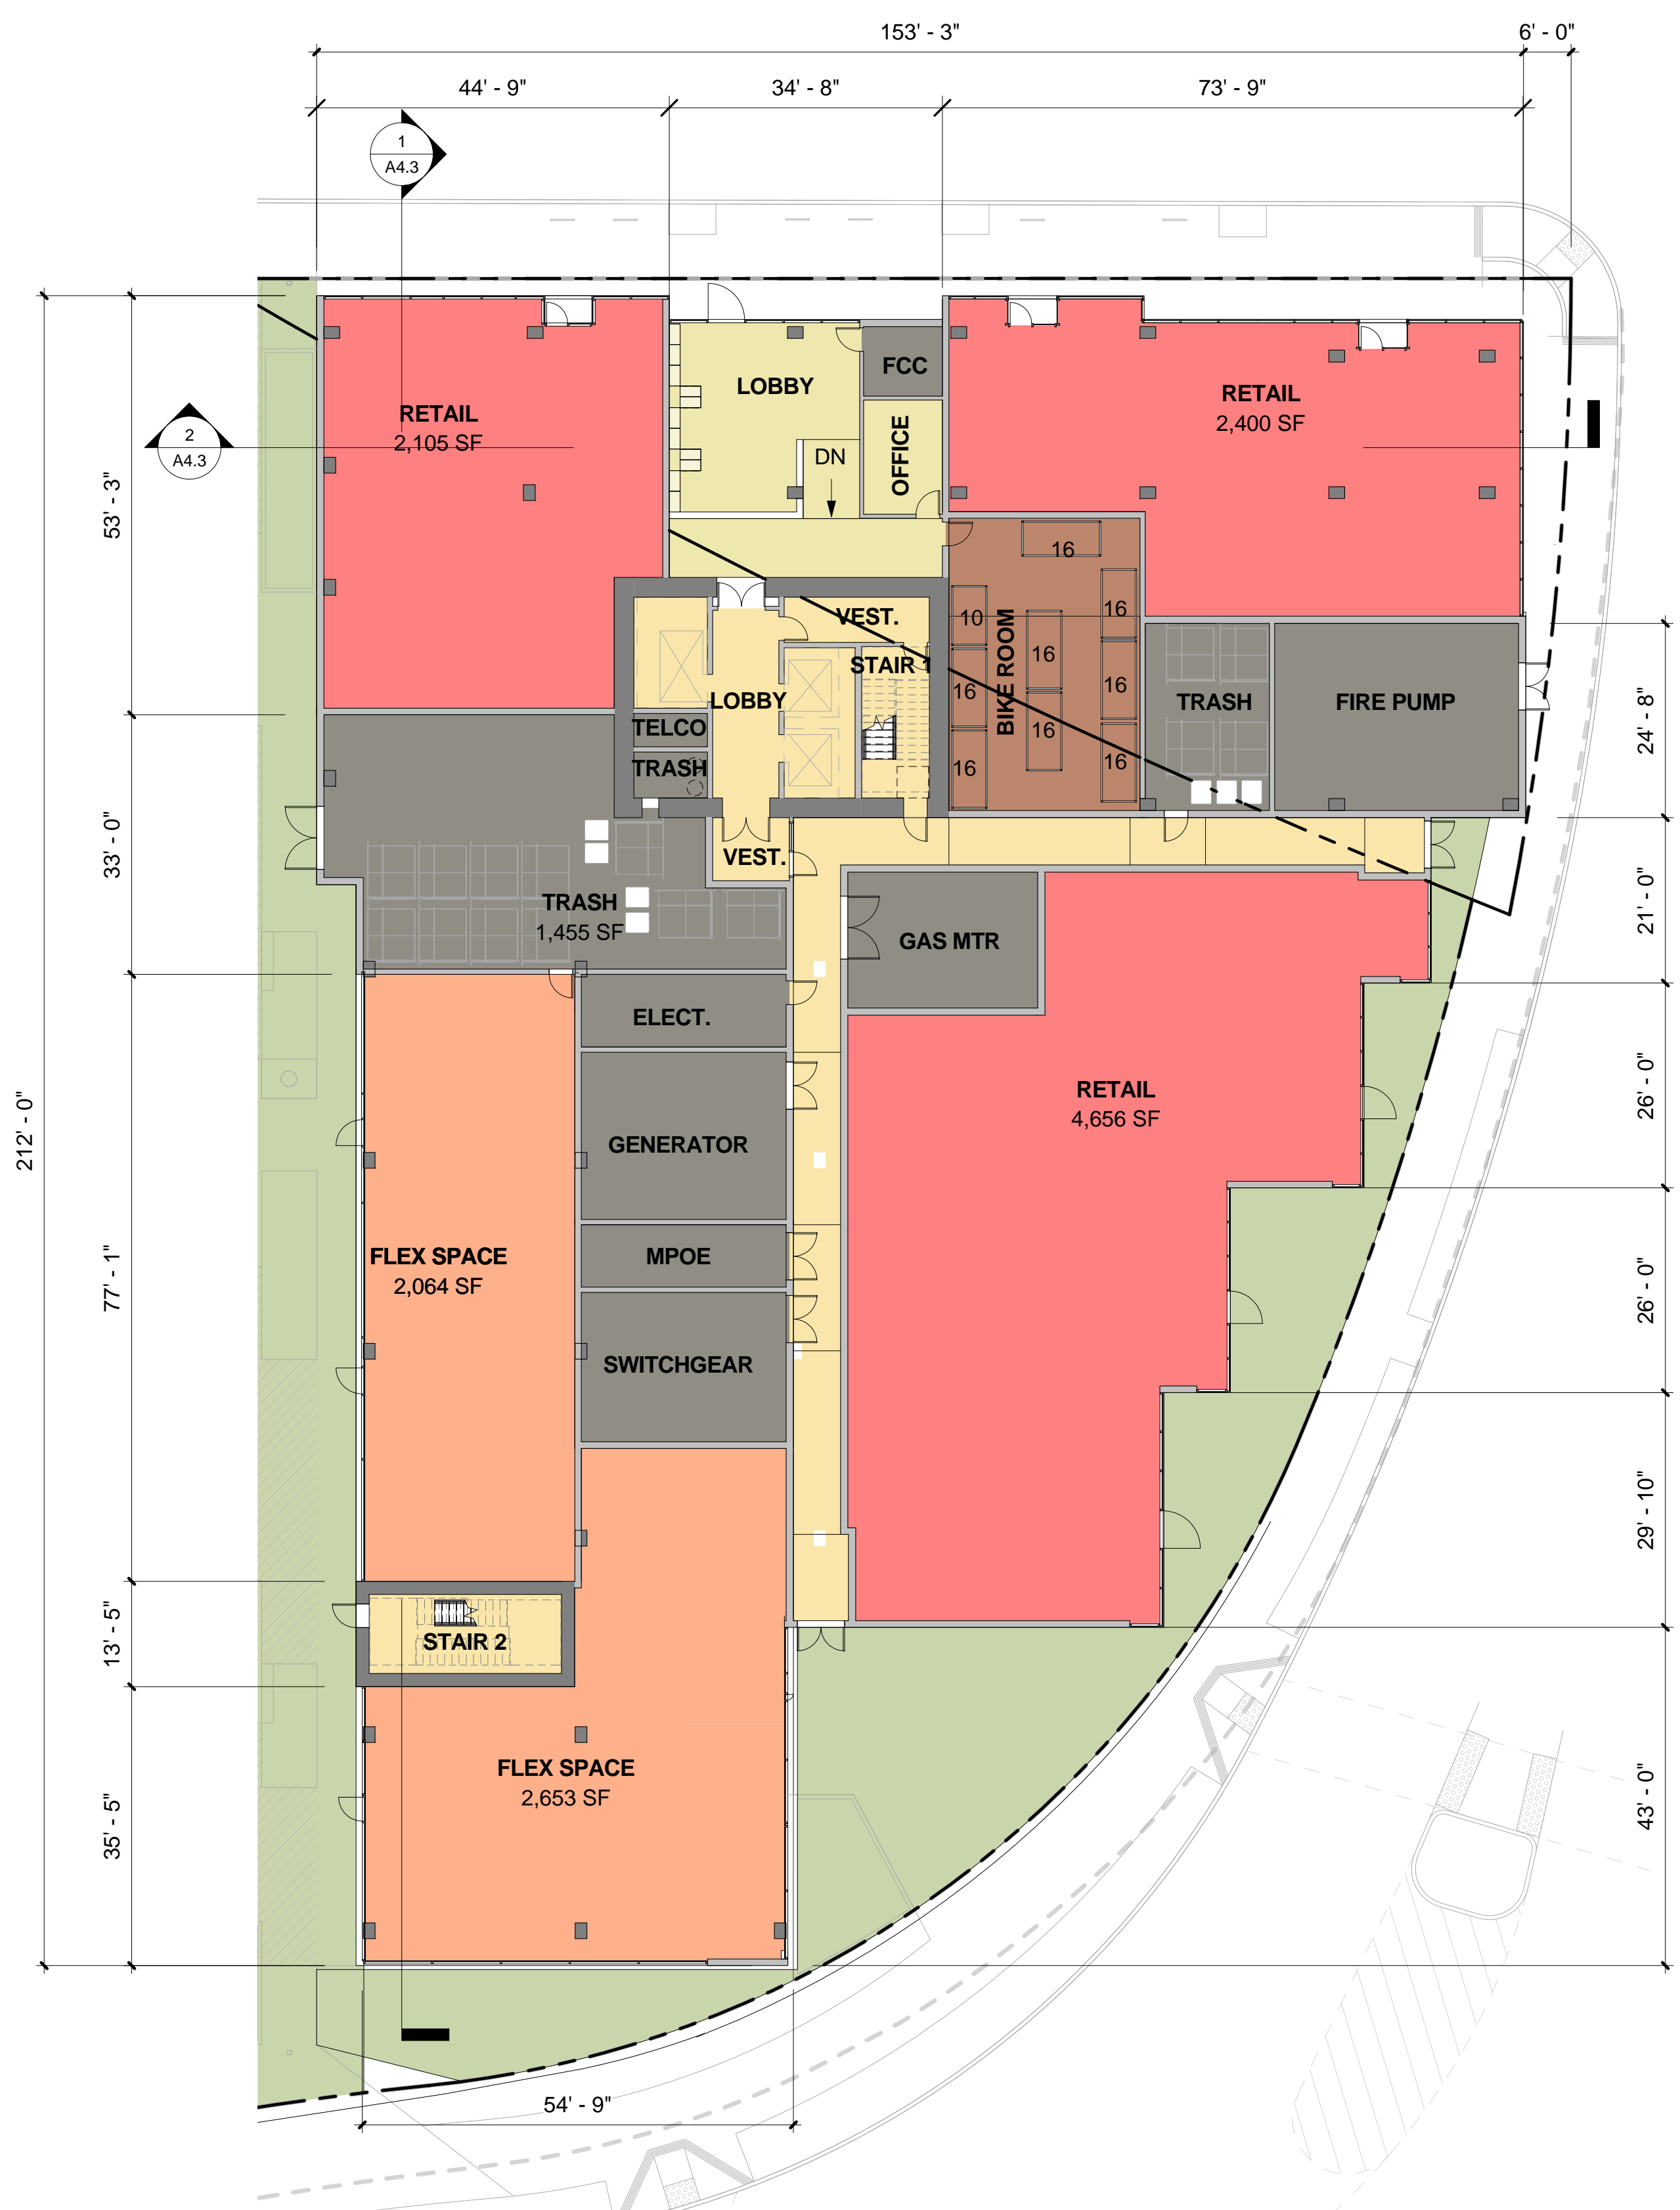 153' - 3"
6' - 0"
44' - 9"
34' - 8"
73' - 9"
1
A4.3
2
A4.3
RETAIL
2,105 SF
LOBBY
FCC
OFFICE
DN
RETAIL
2,400 SF
53' - 3"
16
10
16
16
16
16
16
16
16
BIKE ROOM
VEST.
STAIR 1
LOBBY
TELCO
TRASH
TRASH
FIRE PUMP
24' - 8"
33' - 0"
VEST.
TRASH
1,455 SF
GAS MTR
21' - 0"
ELECT.
GENERATOR
RETAIL
4,656 SF
26' - 0"
212' - 0"
MPOE
FLEX SPACE
2,064 SF
77' - 1"
26' - 0"
SWITCHGEAR
29' - 10"
13' - 5"
STAIR 2
FLEX SPACE
2,653 SF
35' - 5"
43' - 0"
54' - 9"